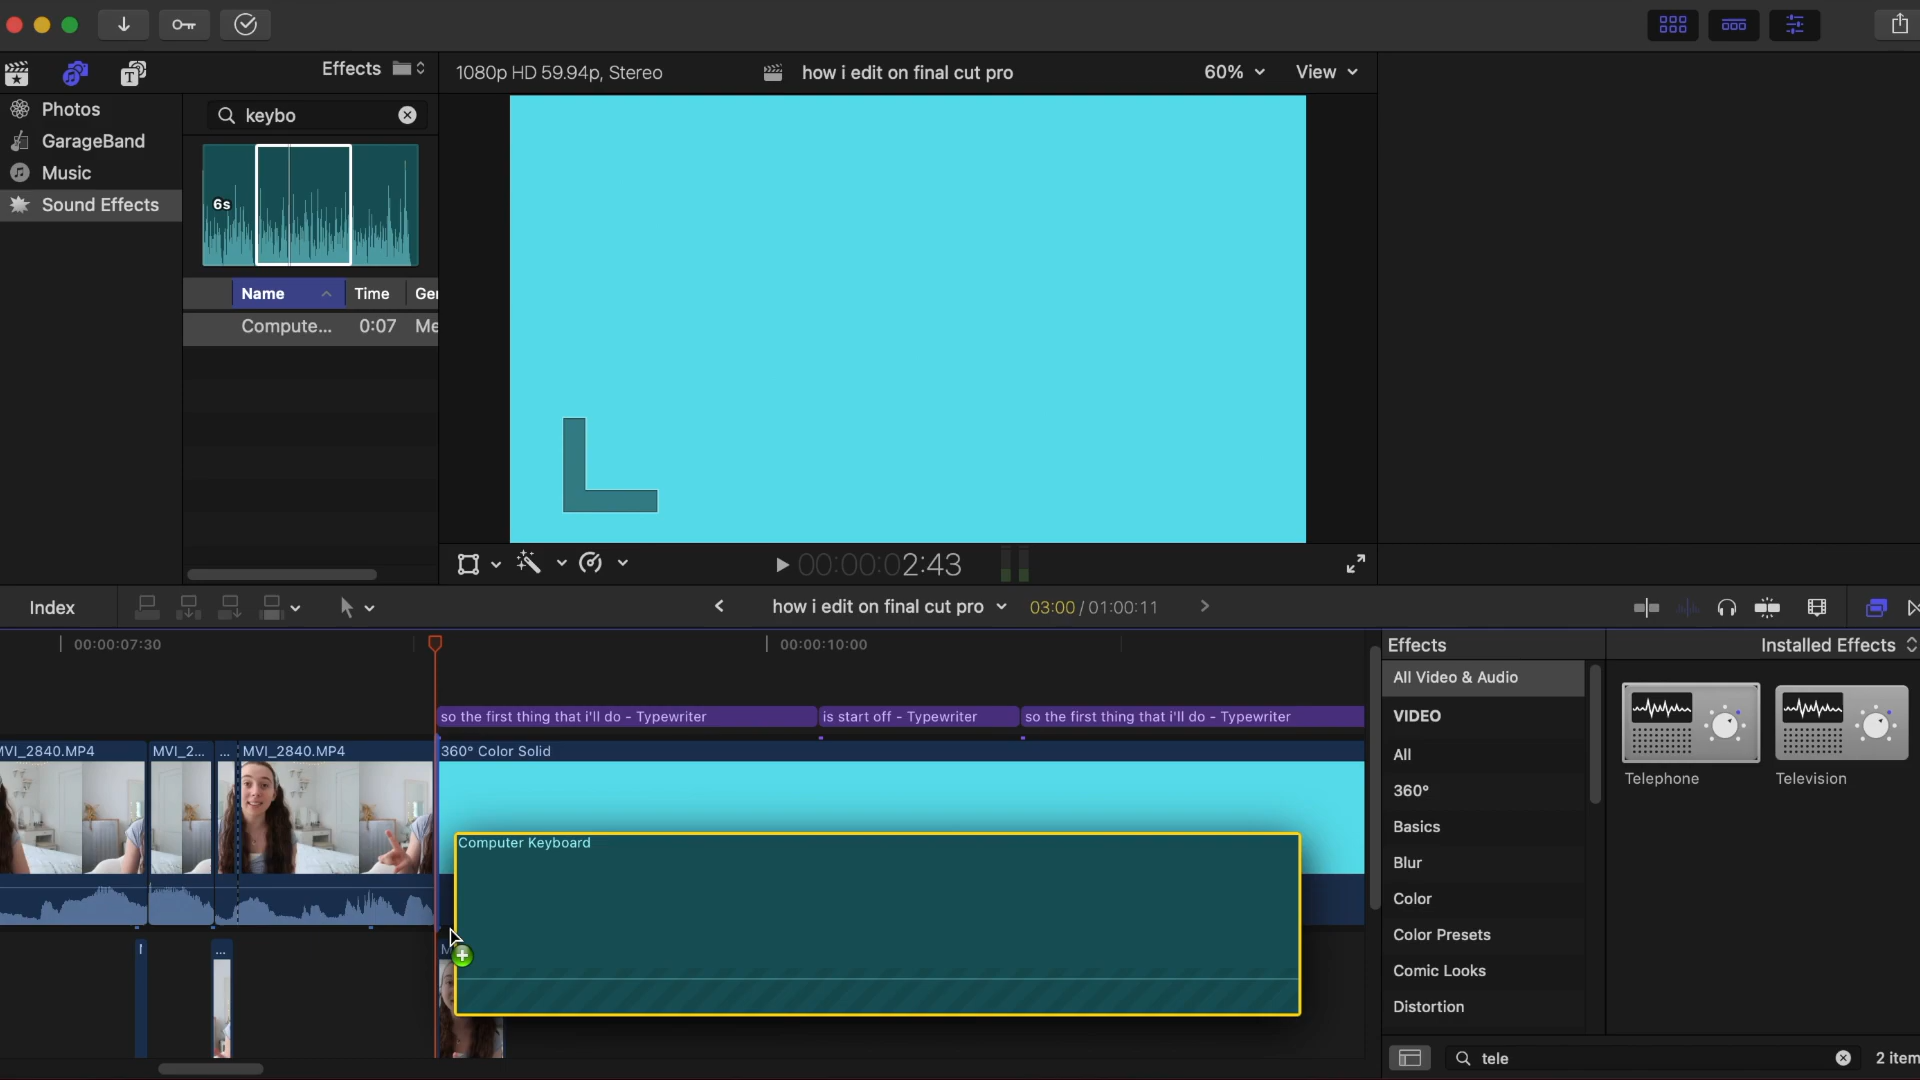 Effects
1080p HD 59.94p, Stereo
how i edit on final cut pro
60%
View
Photos
GarageBand
Music
Sound Effects
keybo
6s
Name
Time
Ger
Compute...
0:07
Me
00:00:02:43
Index
how i edit on final cut pro
03:00 / 01:00:11
00:00:07:30
00:00:10:00
so the first thing that i'll do - Typewriter
is start off - Typewriter
so the first thing that i'll do - Typewriter
MVI_2840.MP4
MVI_2...
...
MVI_2840.MP4
360° Color Solid
Computer Keyboard
...
M
Effects
Installed Effects
All Video & Audio
VIDEO
All
360°
Basics
Blur
Color
Color Presets
Comic Looks
Distortion
Telephone
Television
tele
2 item